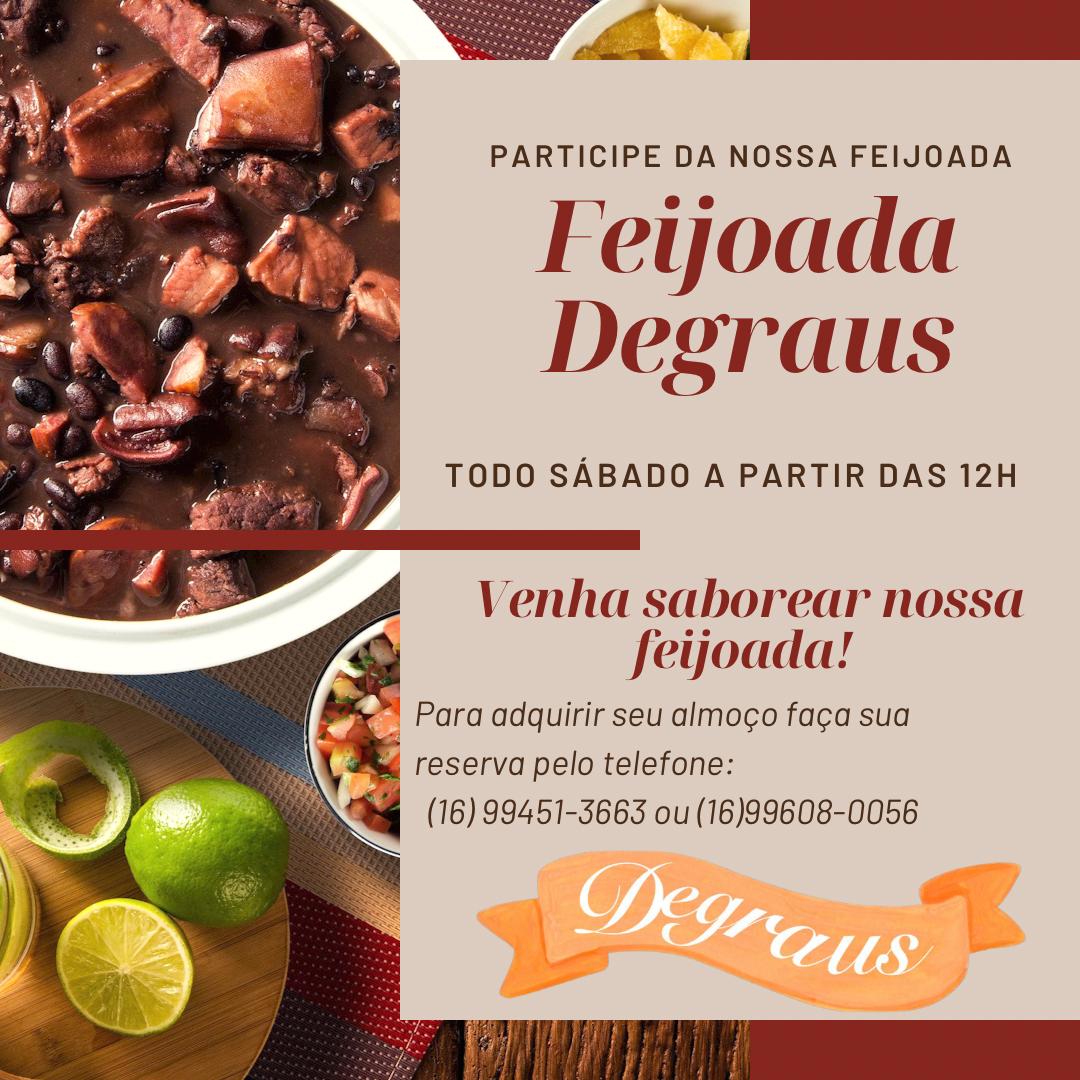 PARTICIPE DA NOSSA FEIJOADA
Feijoada
Degraus
TODO SÁBADO A PARTIR DAS 12H
Venha saborear nossa
feijoada!
Para adquirir seu almoço faça sua
reserva pelo telefone:
(16) 99451-3663 ou (16)99608-0056
Degraus